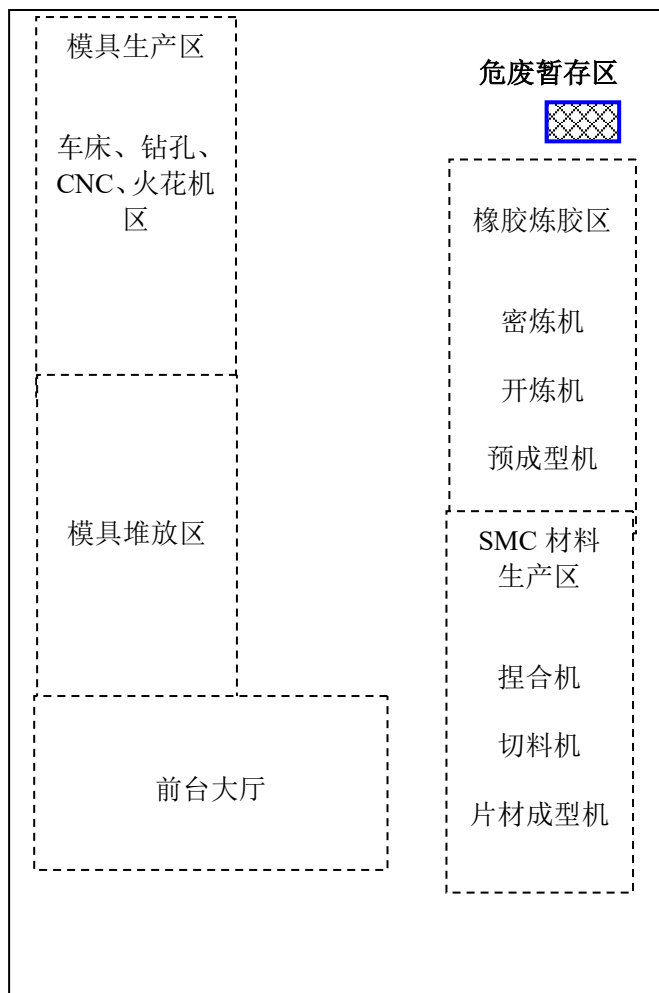 模具生产区
车床、钻孔、
CNC、火花机
区
模具堆放区
前台大厅
危废暂存区
橡胶炼胶区
密炼机
开炼机
预成型机
SMC 材料
生产区
捏合机
切料机
片材成型机